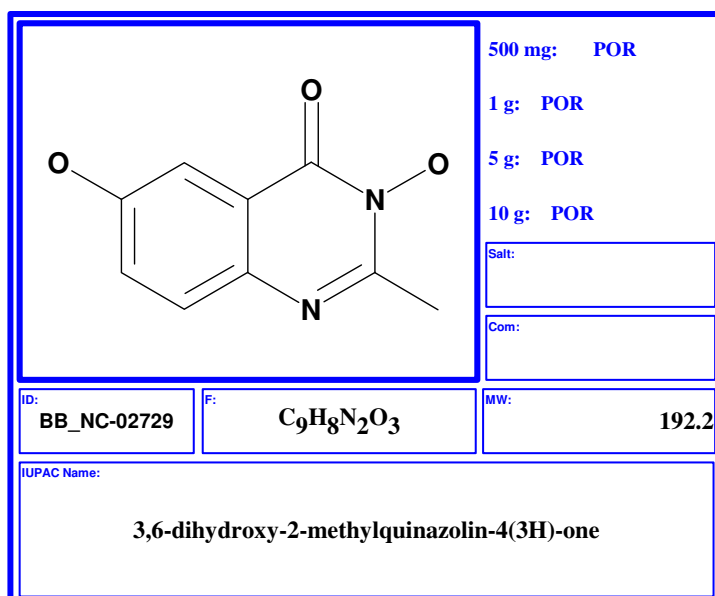 O
O
O
N
N
500 mg: POR
1 g: POR
5 g: POR
10 g: POR
Salt:
Com:
ID:
BB_NC-02729
F:
C9H8N2O3
MW:
192.2
IUPAC Name:
3,6-dihydroxy-2-methylquinazolin-4(3H)-one